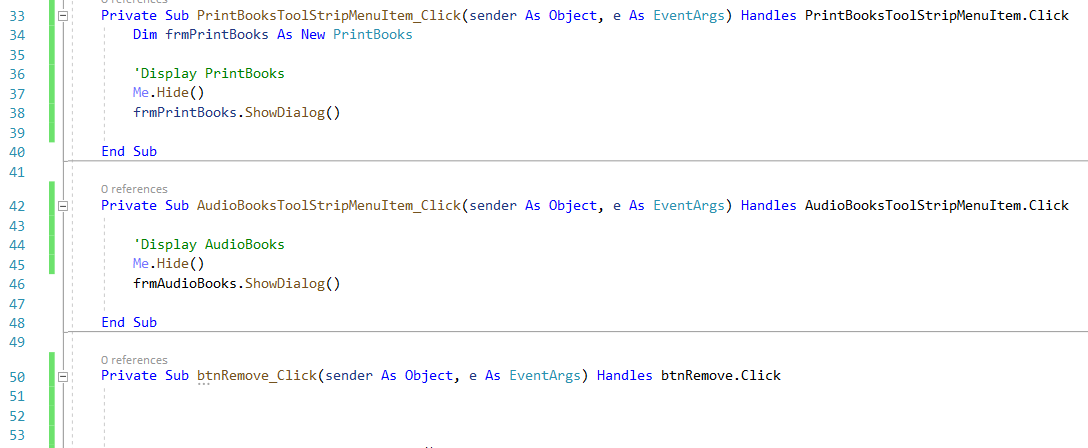 0 references
33 Private Sub PrintBooksToolStripMenuItem_Click(sender As Object, e As EventArgs) Handles PrintBooksToolStripMenuItem.Click
34 Dim frmPrintBooks As New PrintBooks
35
36 'Display PrintBooks
37 Me.Hide()
38 frmPrintBooks.ShowDialog()
39
40 End Sub
41
0 references
42 Private Sub AudioBooksToolStripMenuItem_Click(sender As Object, e As EventArgs) Handles AudioBooksToolStripMenuItem.Click
43
44 'Display AudioBooks
45 Me.Hide()
46 frmAudioBooks.ShowDialog()
47
48 End Sub
49
0 references
50 Private Sub btnRemove_Click(sender As Object, e As EventArgs) Handles btnRemove.Click
51
52
53